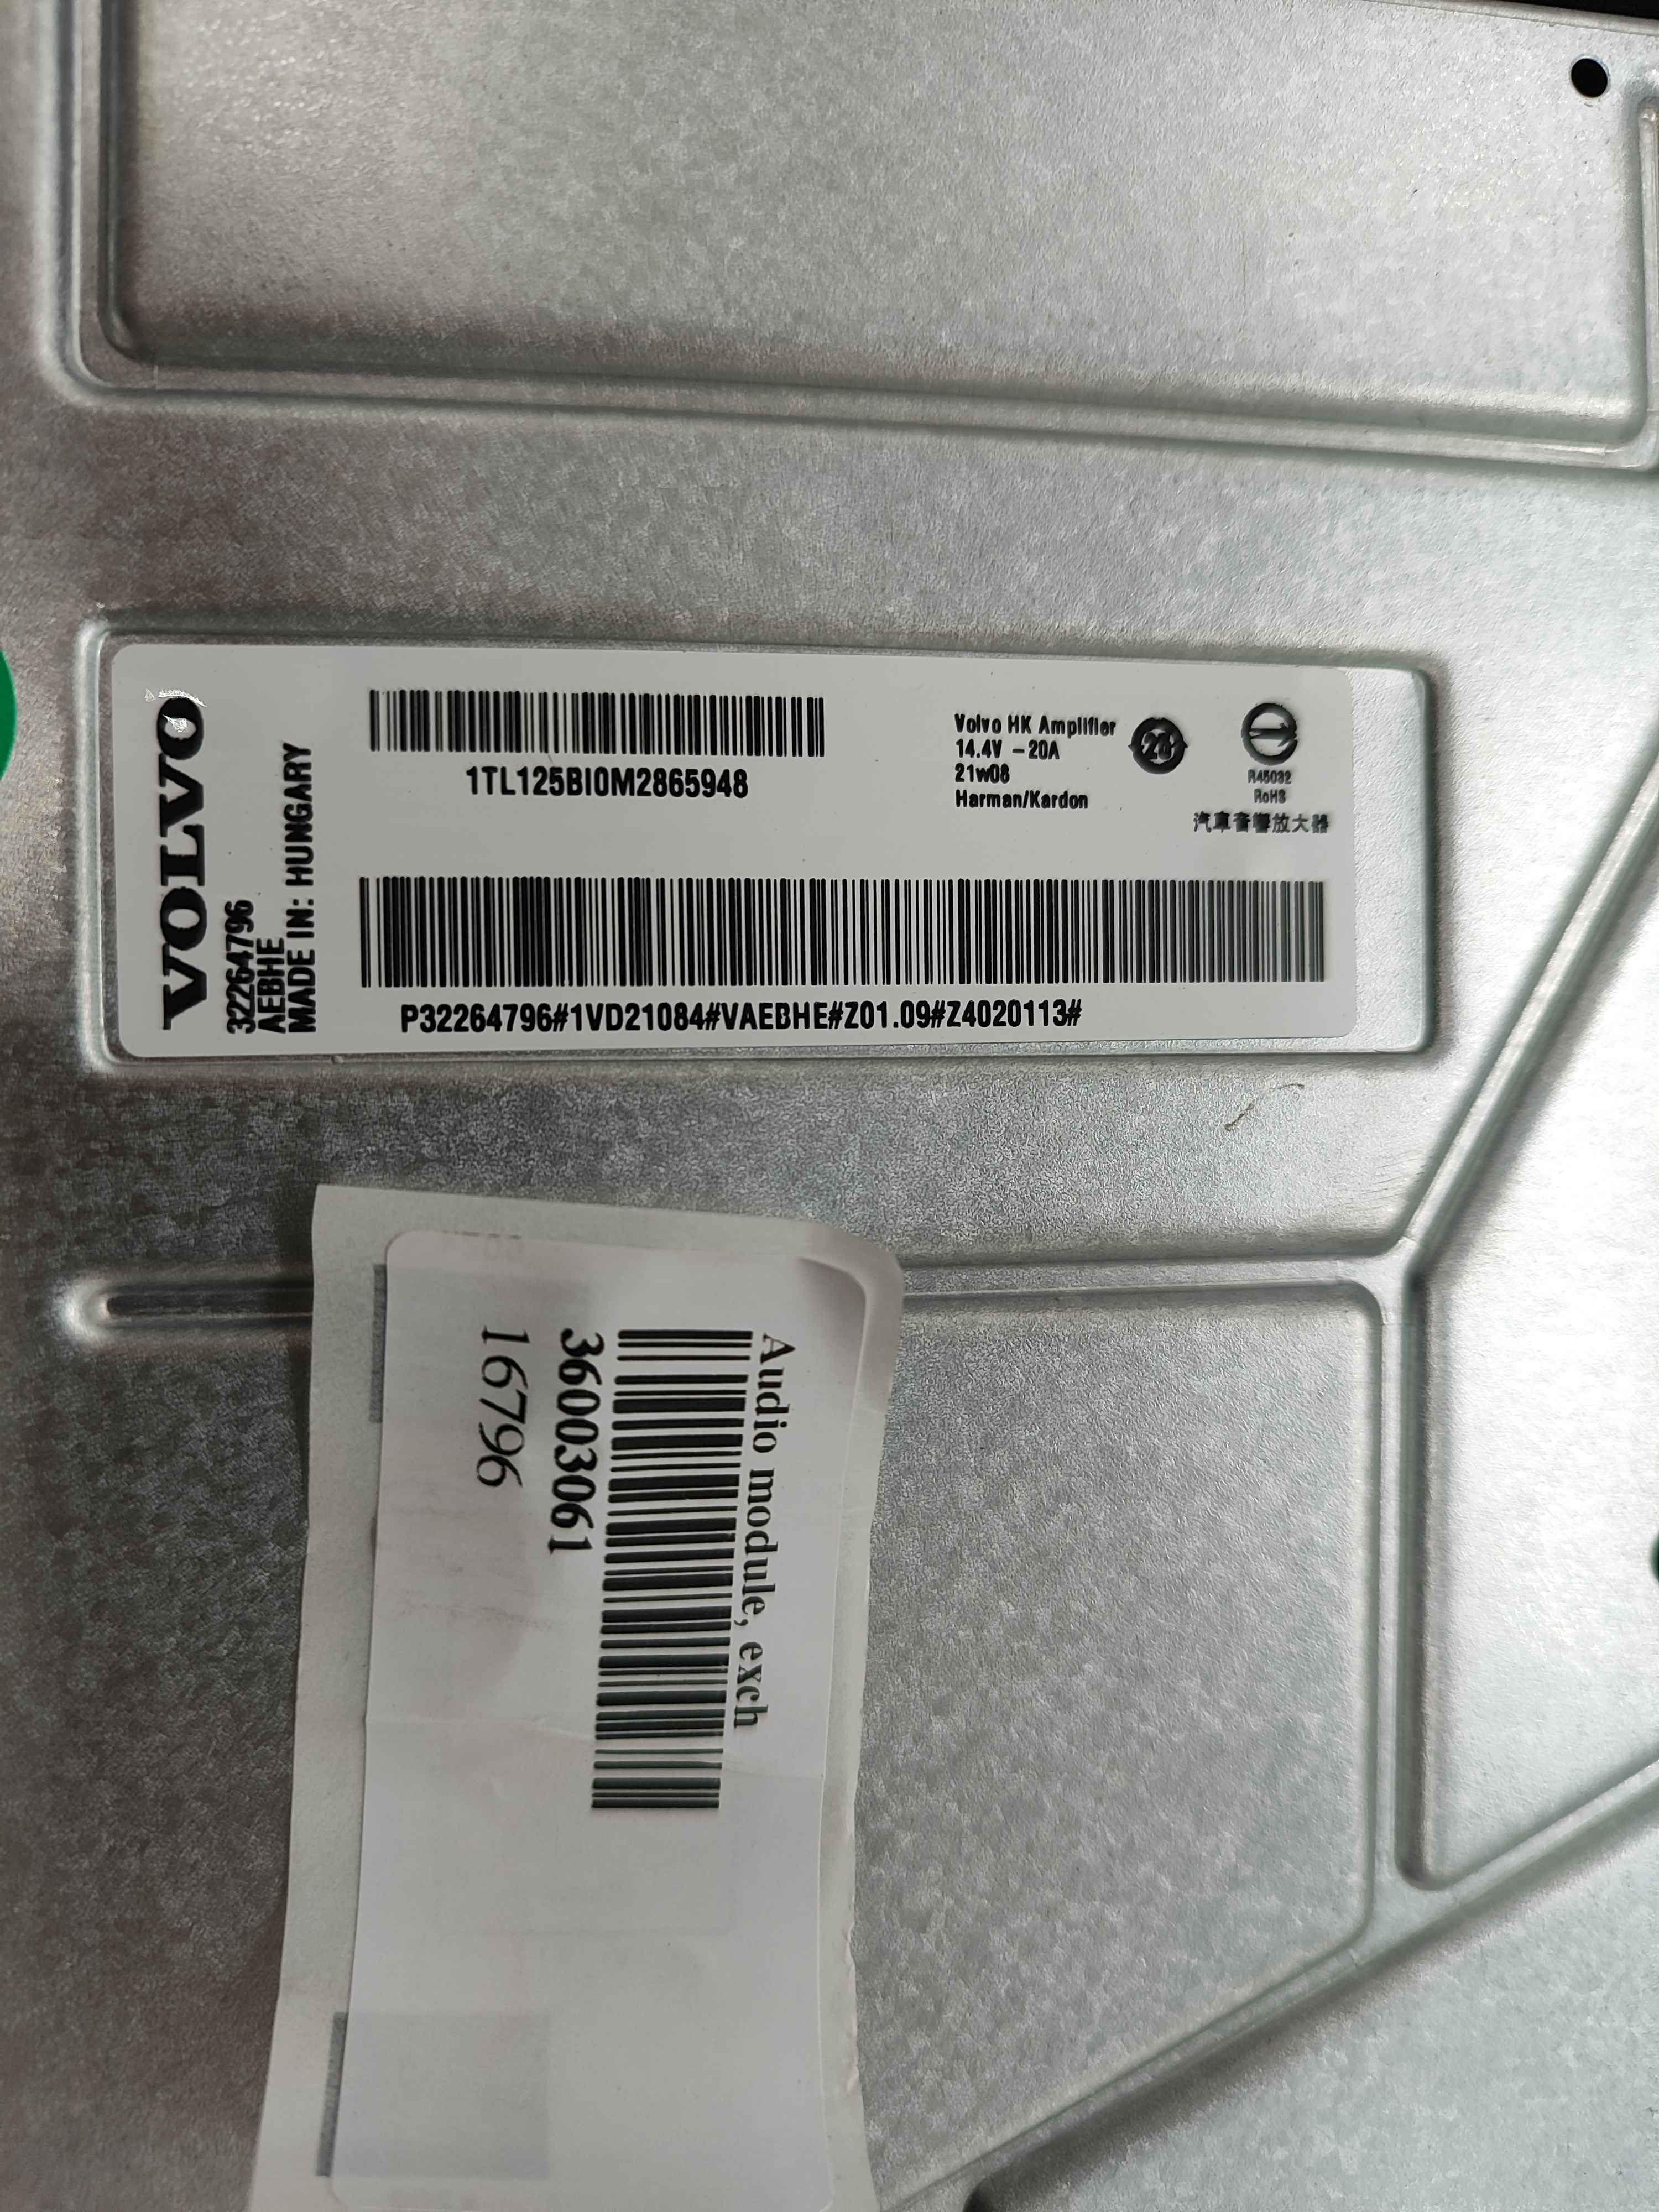 VOLVO
32264796
AEBHE
MADE IN: HUNGARY
1TL125BI0M2865948
Volvo HK Amplifier
14.4V - 20A
21w08
Harman/Kardon
R45032
RoHS
汽車音響放大器
P32264796#1VD21084#VAEBHE#Z01.09#Z4020113#
Audio module, exch
36003061
16796